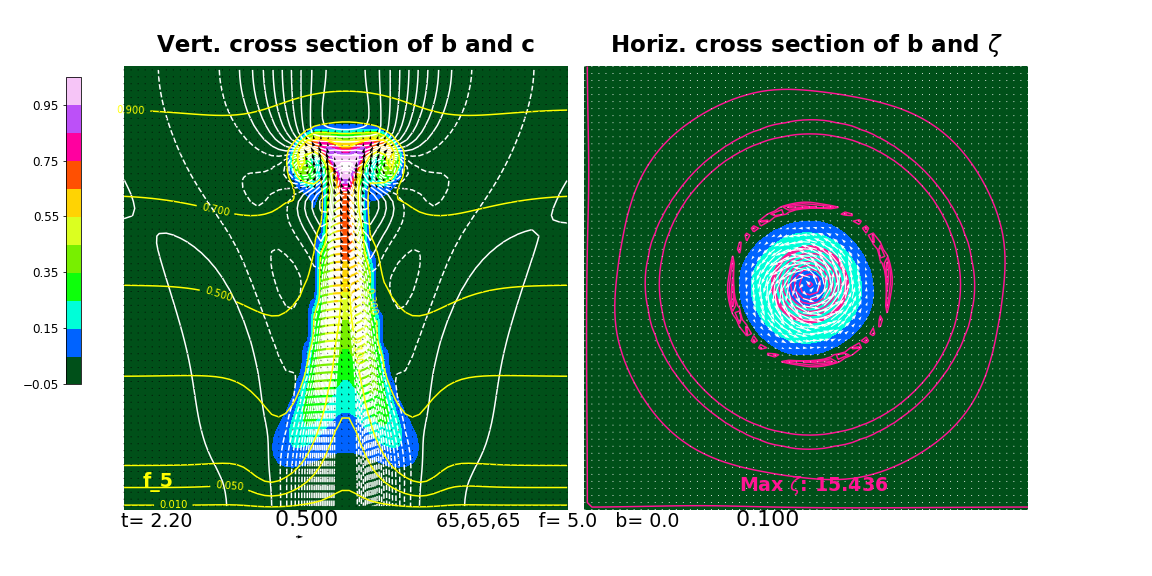 Vert. cross section of b and c
Horiz. cross section of b and ζ
0.95
0.75
0.55
0.35
0.15
−0.05
0.900
0.700
0.500
0.050
0.010
f_5
Max ζ: 15.436
t= 2.20 0.500 65,65,65 f= 5.0 b= 0.0 0.100